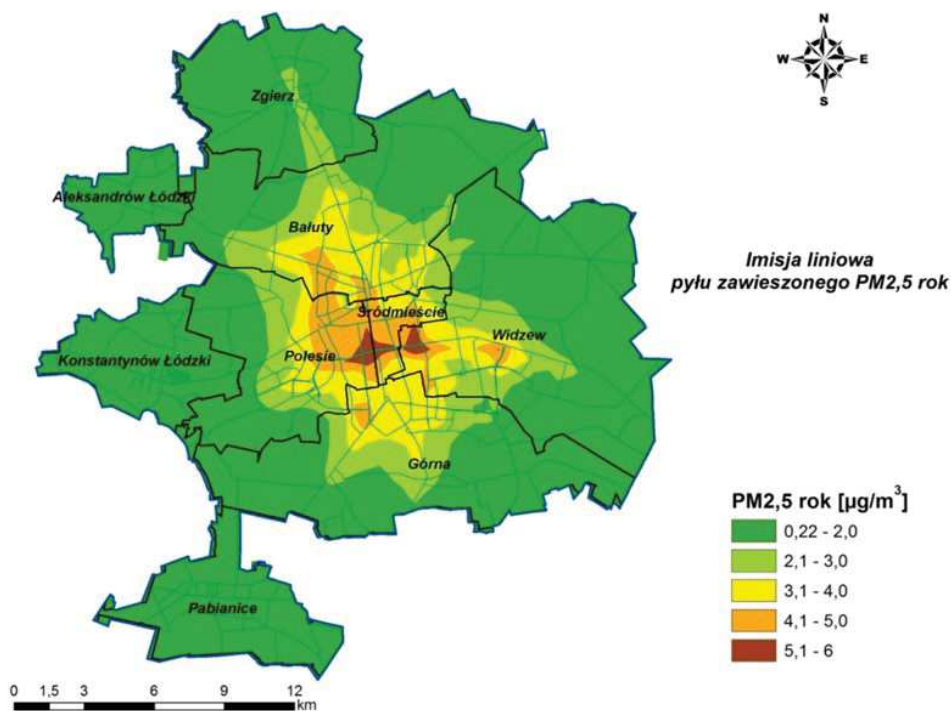 N
W E
S
Zgierz
Aleksandrów Łódzki
Bałuty
Imisja liniowa
pyłu zawieszonego PM2,5 rok
Śródmieście
Widzew
Polesie
Konstantynów Łódzki
Górna
PM2,5 rok [µg/m³]
0,22 - 2,0
2,1 - 3,0
3,1 - 4,0
4,1 - 5,0
5,1 - 6
Pabianice
0 1,5 3 6 9 12
km